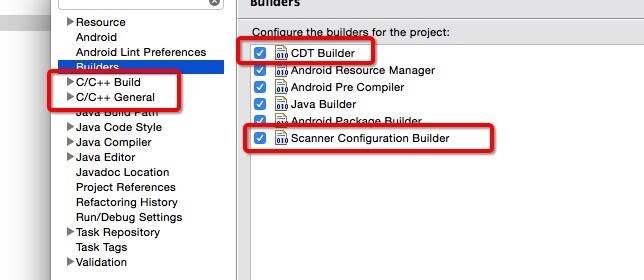 Builders
Resource
Android
Android Lint Preferences
Builders
C/C++ Build
C/C++ General
Java Build Path
Java Code Style
Java Compiler
Java Editor
Javadoc Location
Project References
Refactoring History
Run/Debug Settings
Task Repository
Task Tags
Validation
Configure the builders for the project:
CDT Builder
Android Resource Manager
Android Pre Compiler
Java Builder
Android Package Builder
Scanner Configuration Builder